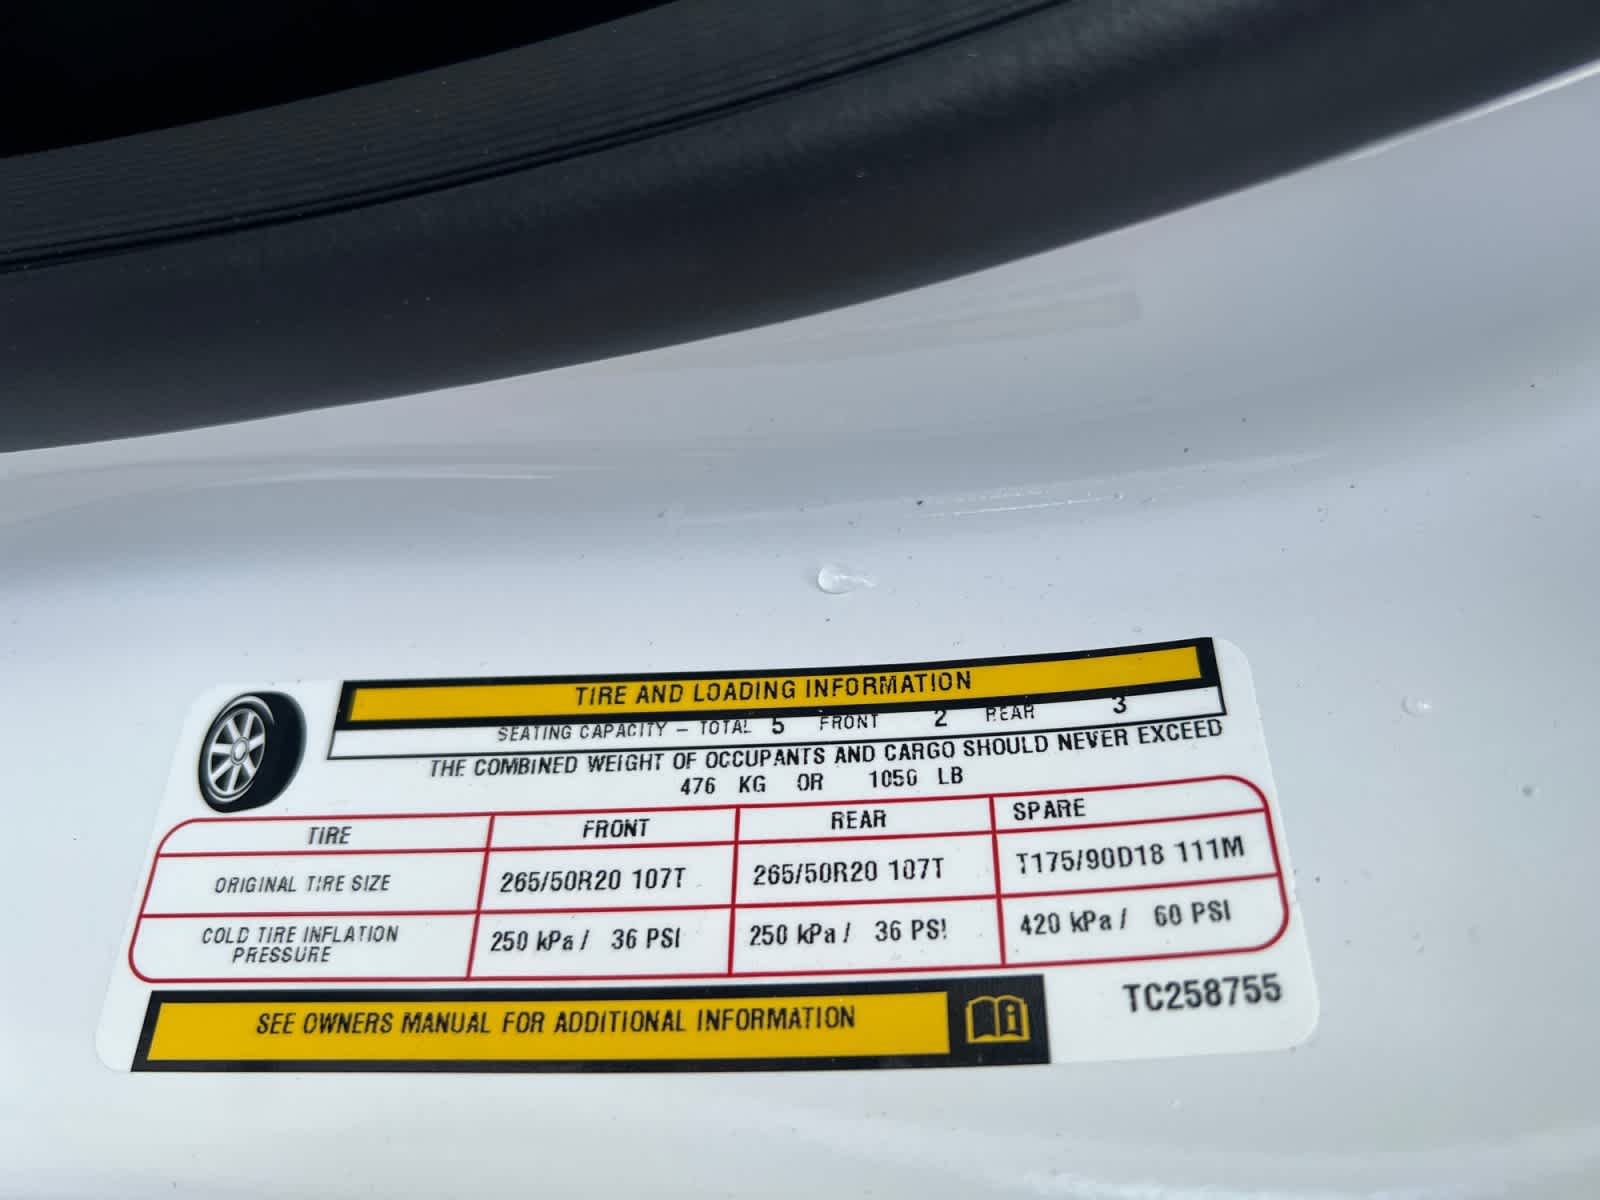 TIRE AND LOADING INFORMATION
SEATING CAPACITY – TOTAL 5 FRONT 2 REAR 3
THE COMBINED WEIGHT OF OCCUPANTS AND CARGO SHOULD NEVER EXCEED
476 KG OR 1050 LB
TIRE FRONT REAR SPARE
ORIGINAL TIRE SIZE 265/50R20 107T 265/50R20 107T T175/90D18 111M
COLD TIRE INFLATION PRESSURE 250 kPa / 36 PSI 250 kPa / 36 PSI 420 kPa / 60 PSI
SEE OWNERS MANUAL FOR ADDITIONAL INFORMATION
TC258755